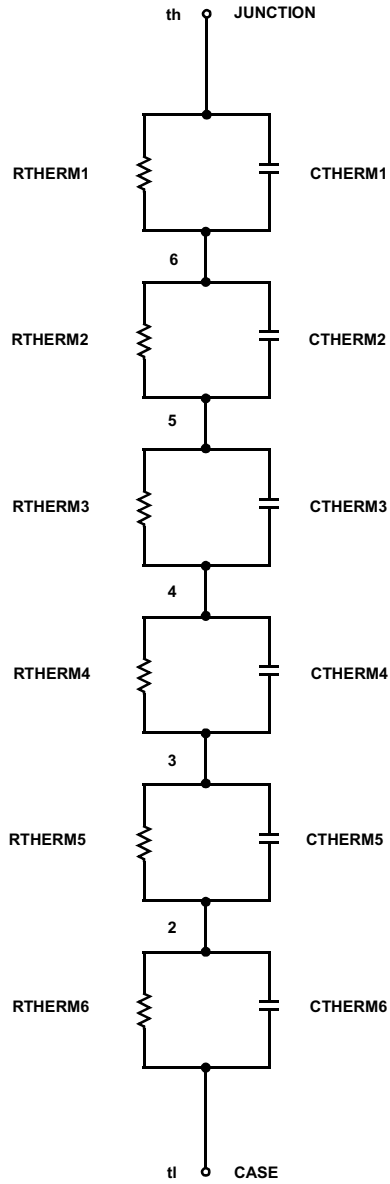 th JUNCTION
RTHERM1 CTHERM1
6
RTHERM2 CTHERM2
5
RTHERM3 CTHERM3
4
RTHERM4 CTHERM4
3
RTHERM5 CTHERM5
2
RTHERM6 CTHERM6
tl CASE